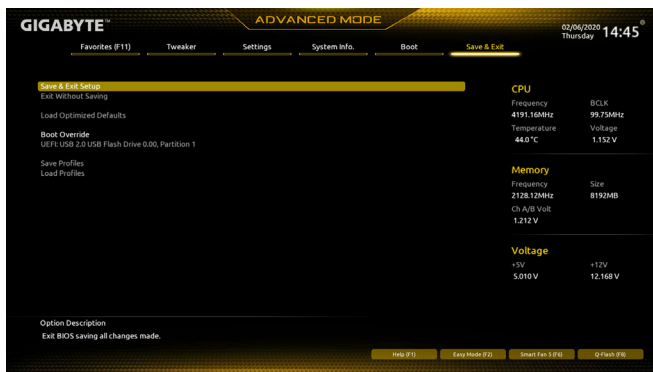 GIGABYTE™
ADVANCED MODE
02/06/2020
Thursday
14:45
Favorites (F11) Tweaker Settings System Info. Boot Save & Exit
Save & Exit Setup
Exit Without Saving
Load Optimized Defaults
Boot Override
UEFI: USB 2.0 USB Flash Drive 0.00, Partition 1
Save Profiles
Load Profiles
CPU
Frequency BCLK
4191.16MHz 99.75MHz
Temperature Voltage
44.0 °C 1.152 V
Memory
Frequency Size
2128.12MHz 8192MB
Ch A/B Volt
1.212 V
Voltage
+5V +12V
5.010 V 12.168 V
Option Description
Exit BIOS saving all changes made.
Help (F1) Easy Mode (F2) Smart Fan 5 (F6) Q-Flash (F8)